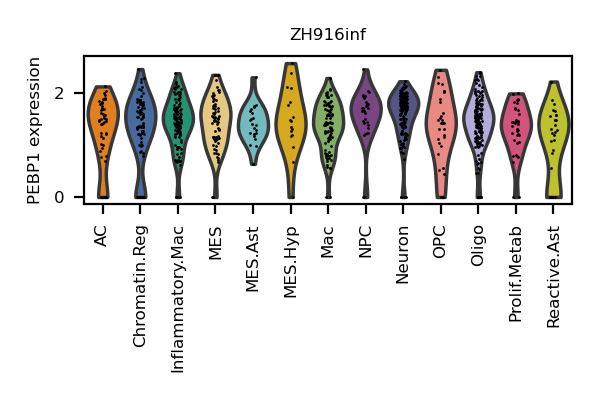 ZH916inf
PEBP1 expression
2
0
AC
Chromatin.Reg
Inflammatory.Mac
MES
MES.Ast
MES.Hyp
Mac
NPC
Neuron
OPC
Oligo
Prolif.Metab
Reactive.Ast